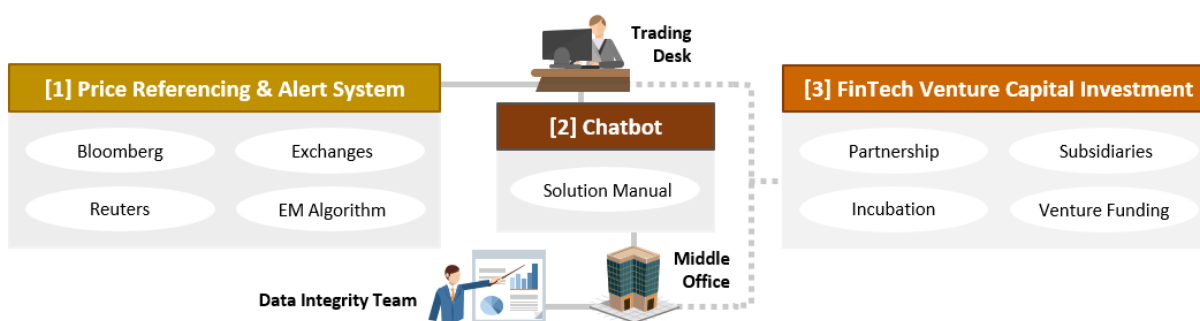 Trading
Desk
[1] Price Referencing & Alert System
[3] FinTech Venture Capital Investment
[2] Chatbot
Bloomberg
Exchanges
Partnership
Subsidiaries
Solution Manual
Reuters
EM Algorithm
Incubation
Venture Funding
Middle
Office
Data Integrity Team